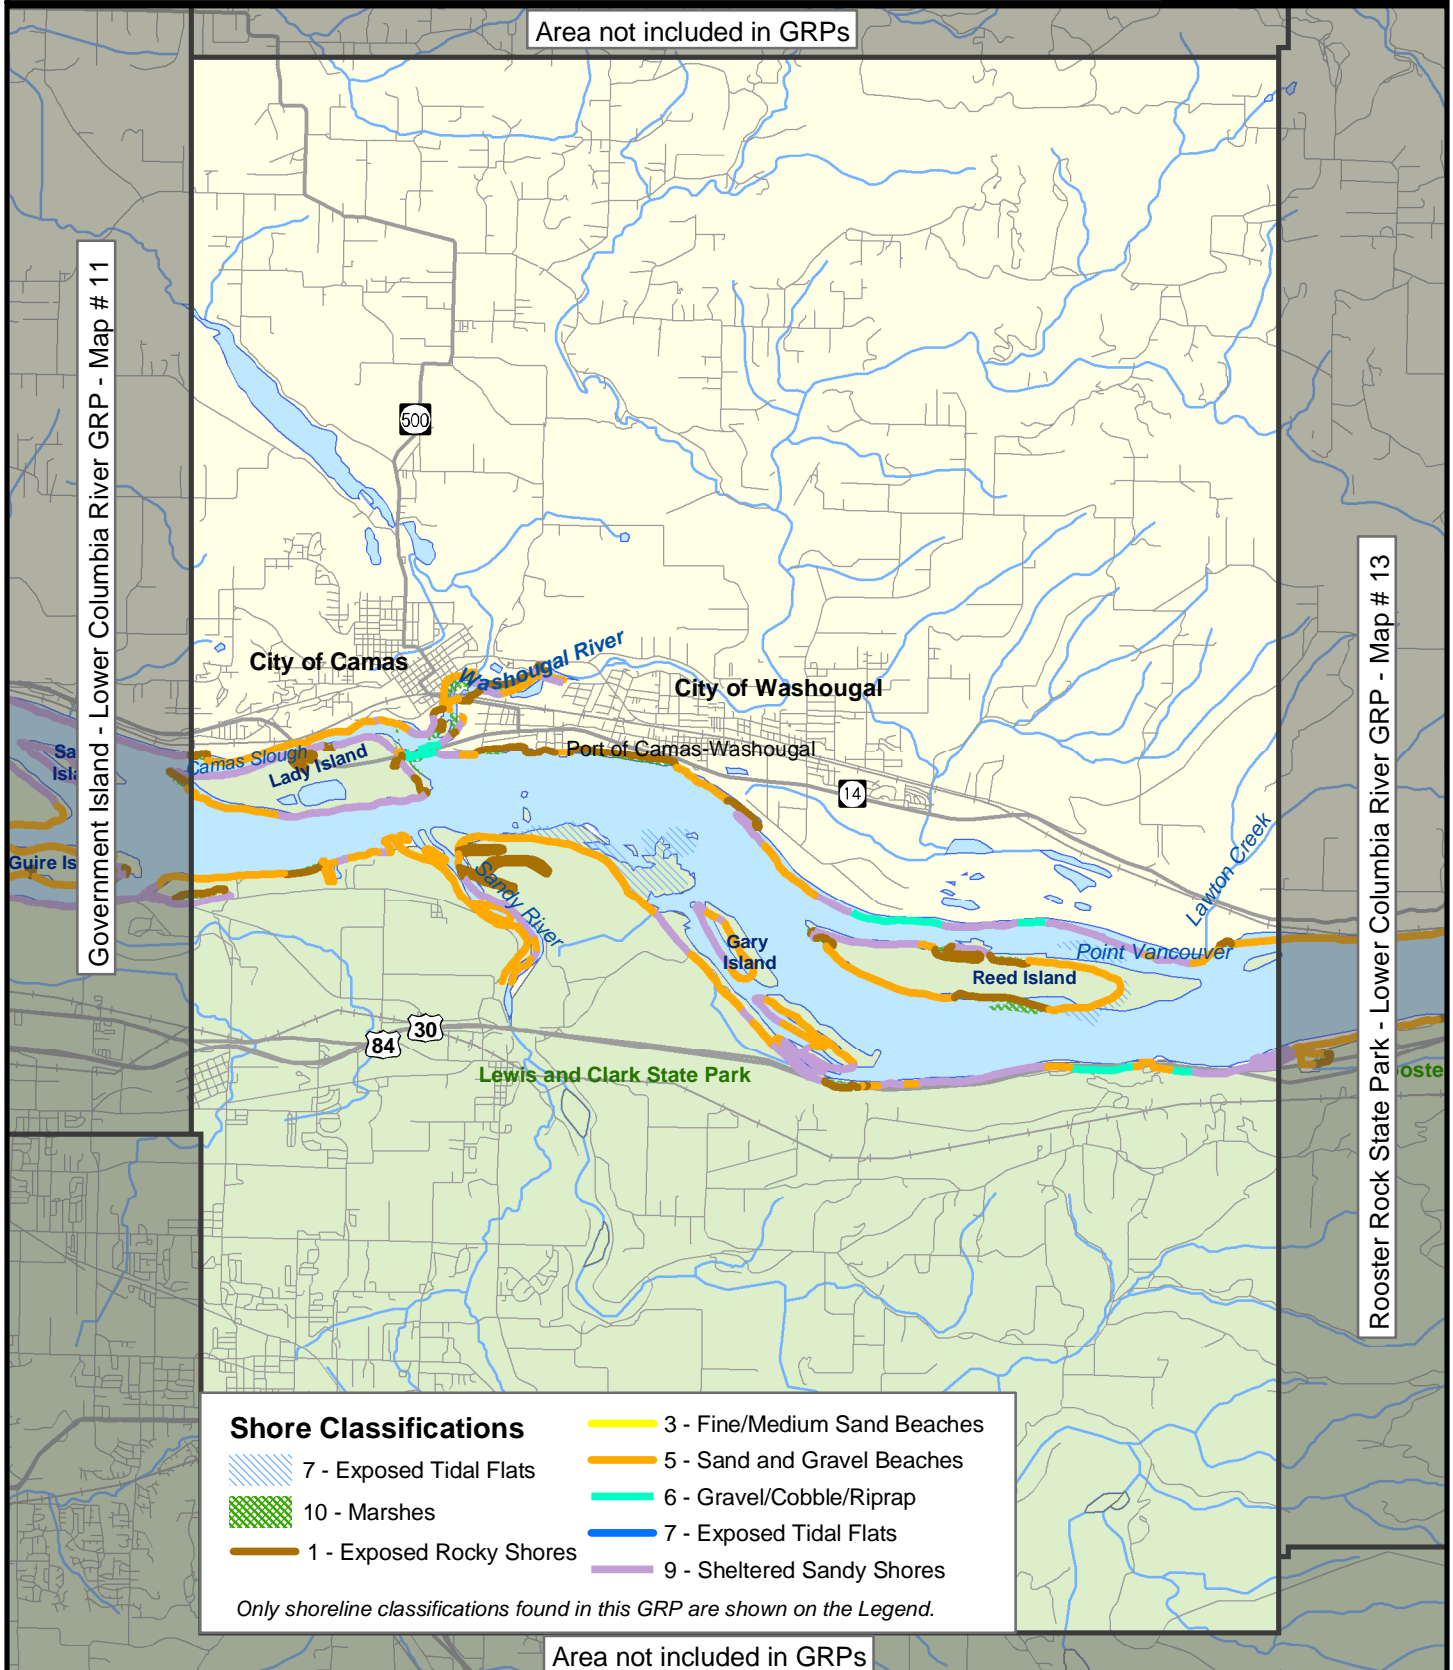 Area not included in GRPs
Government Island - Lower Columbia River GRP - Map # 11
Rooster Rock State Park - Lower Columbia River GRP - Map # 13
500
City of Camas
Washougal River
City of Washougal
Port of Camas-Washougal
Camas Slough
Lady Island
14
Lawton Creek
Sa
Isla
Guire Is
Sandy River
Gary
Island
Point Vancouver
Reed Island
30
84
Lewis and Clark State Park
oste
Shore Classifications
7 - Exposed Tidal Flats
10 - Marshes
1 - Exposed Rocky Shores
3 - Fine/Medium Sand Beaches
5 - Sand and Gravel Beaches
6 - Gravel/Cobble/Riprap
7 - Exposed Tidal Flats
9 - Sheltered Sandy Shores
Only shoreline classifications found in this GRP are shown on the Legend.
Area not included in GRPs